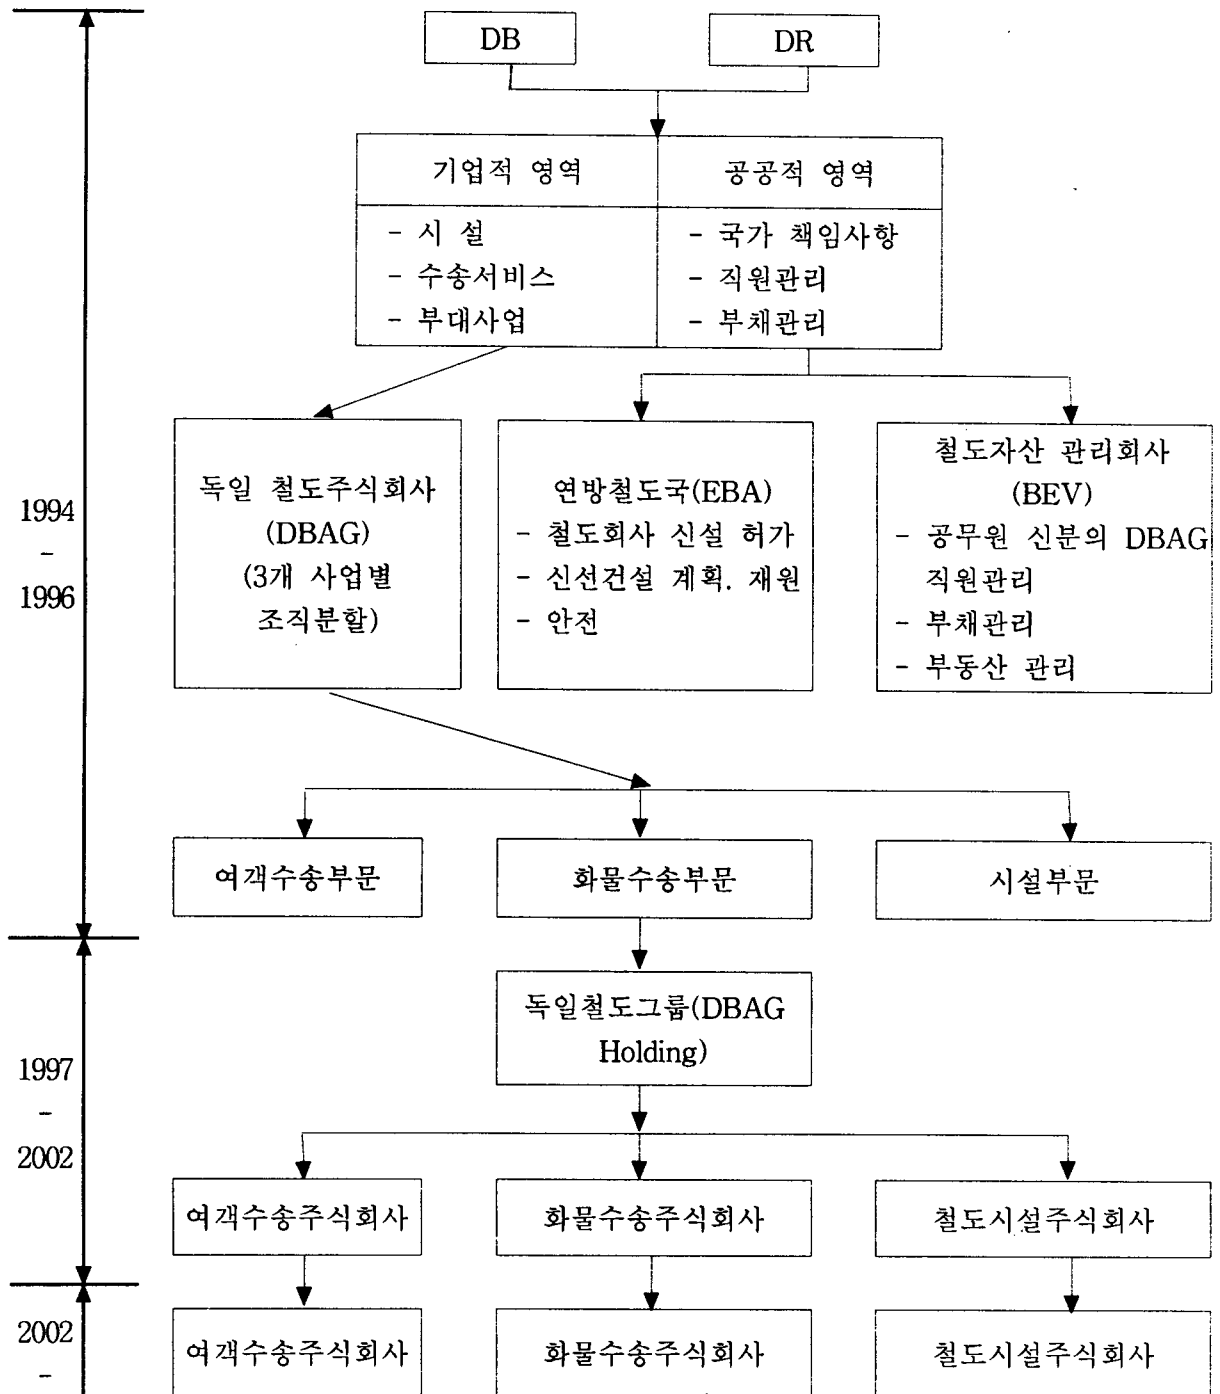 DB
DR
기업적 영역
공공적 영역
- 시 설
- 수송서비스
- 부대사업
- 국가 책임사항
- 직원관리
- 부채관리
1994
-
1996
독일 철도주식회사
(DBAG)
(3개 사업별
조직분할)
연방철도국(EBA)
- 철도회사 신설 허가
- 신선건설 계획. 재원
- 안전
철도자산 관리회사
(BEV)
- 공무원 신분의 DBAG
직원관리
- 부채관리
- 부동산 관리
여객수송부문
화물수송부문
시설부문
1997
-
2002
독일철도그룹(DBAG
Holding)
여객수송주식회사
화물수송주식회사
철도시설주식회사
2002
-
여객수송주식회사
화물수송주식회사
철도시설주식회사